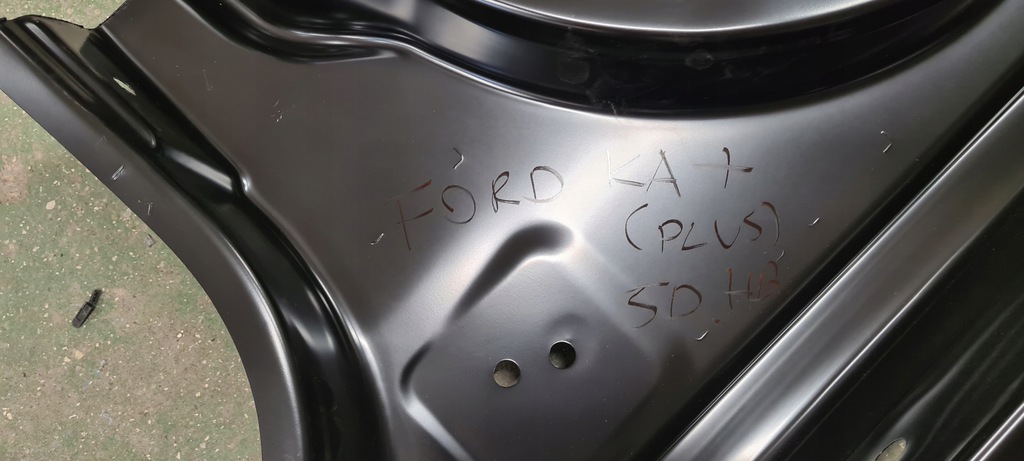 FORD KA+
(PLUS)
5D.HB